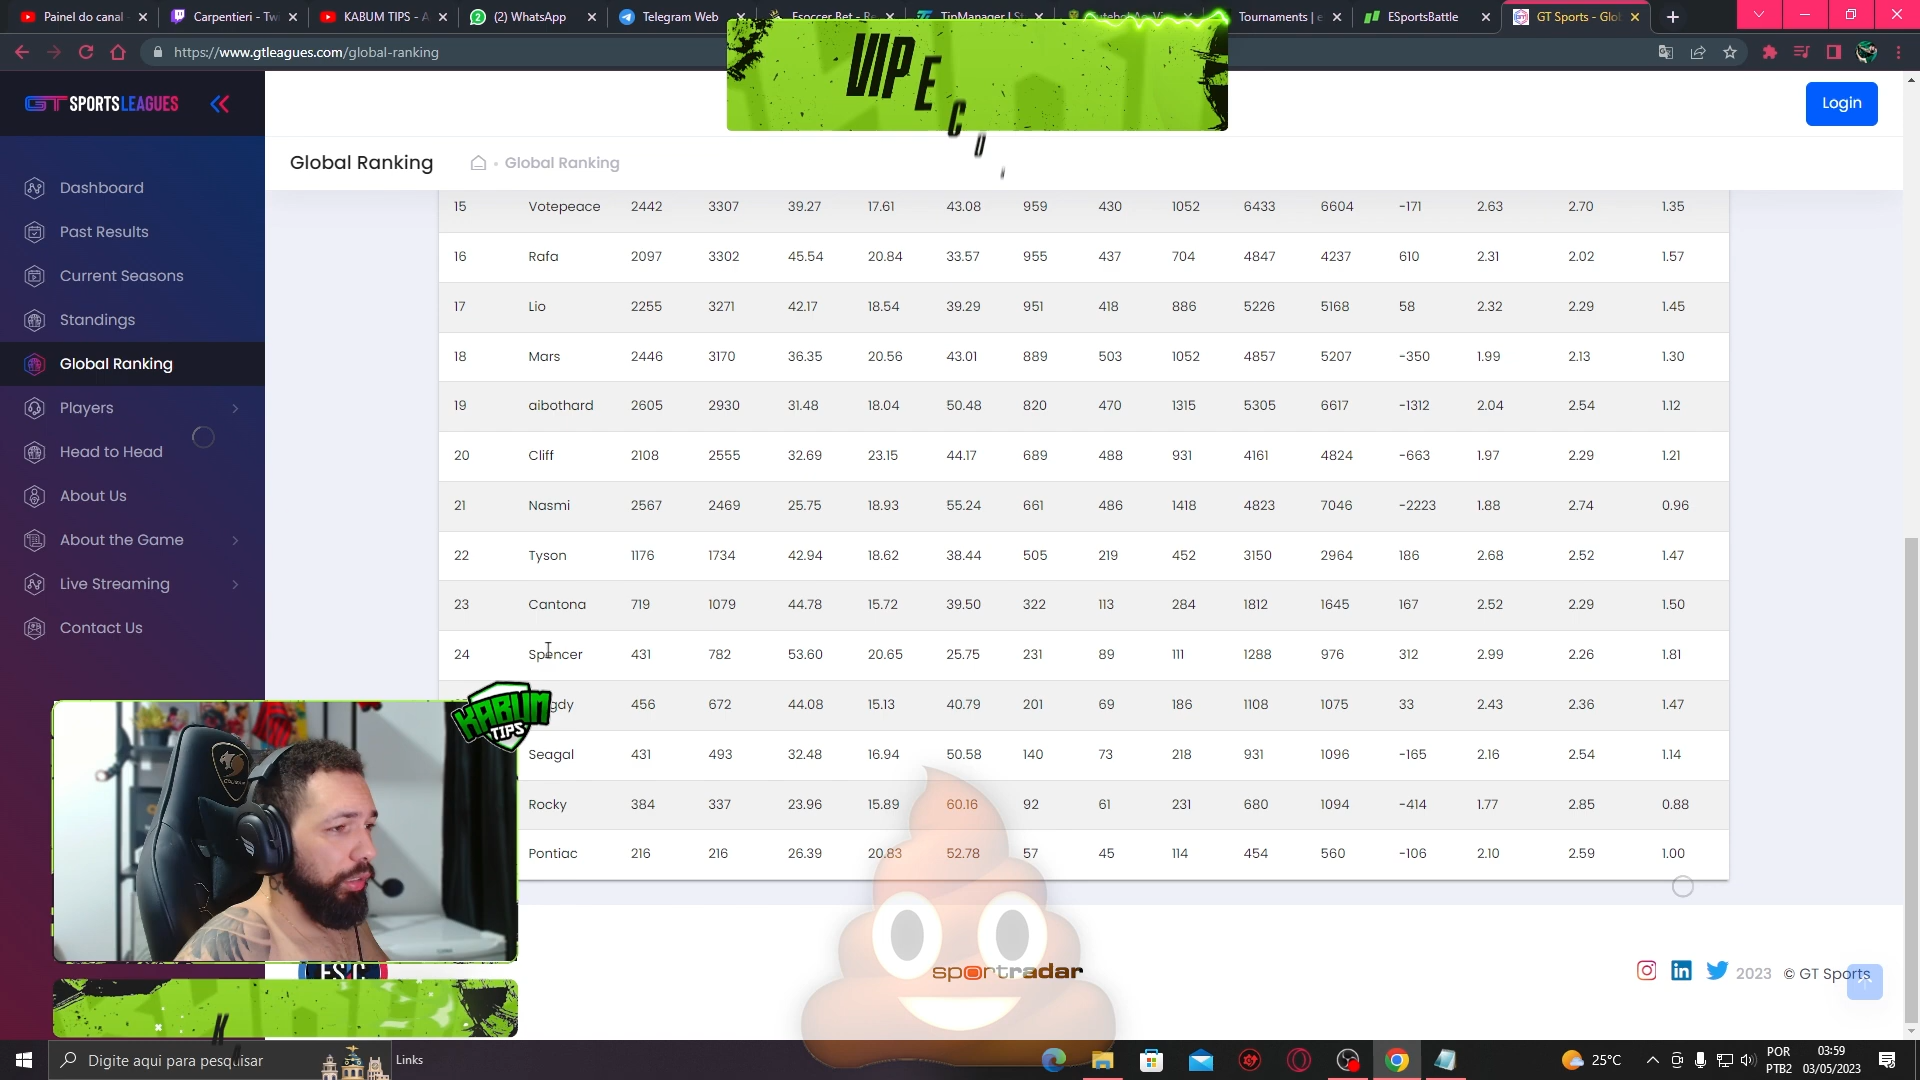 Painel do canal
Carpentieri - Tw
KABUM TIPS - A
(2) WhatsApp
Telegram Web
Esoccer Bet - Re
TipManager | St
Tournaments | e
ESportsBattle
GT Sports - Glo
https://www.gtleagues.com/global-ranking
VIP E C U
GT SPORTSLEAGUES
Login
Global Ranking
Global Ranking
Dashboard
Past Results
Current Seasons
Standings
Global Ranking
Players
Head to Head
About Us
About the Game
Live Streaming
Contact Us
15 Votepeace 2442 3307 39.27 17.61 43.08 959 430 1052 6433 6604 -171 2.63 2.70 1.35
16 Rafa 2097 3302 45.54 20.84 33.57 955 437 704 4847 4237 610 2.31 2.02 1.57
17 Lio 2255 3271 42.17 18.54 39.29 951 418 886 5226 5168 58 2.32 2.29 1.45
18 Mars 2446 3170 36.35 20.56 43.01 889 503 1052 4857 5207 -350 1.99 2.13 1.30
19 aibothard 2605 2930 31.48 18.04 50.48 820 470 1315 5305 6617 -1312 2.04 2.54 1.12
20 Cliff 2108 2555 32.69 23.15 44.17 689 488 931 4161 4824 -663 1.97 2.29 1.21
21 Nasmi 2567 2469 25.75 18.93 55.24 661 486 1418 4823 7046 -2223 1.88 2.74 0.96
22 Tyson 1176 1734 42.94 18.62 38.44 505 219 452 3150 2964 186 2.68 2.52 1.47
23 Cantona 719 1079 44.78 15.72 39.50 322 113 284 1812 1645 167 2.52 2.29 1.50
24 Spencer 431 782 53.60 20.65 25.75 231 89 111 1288 976 312 2.99 2.26 1.81
gdy 456 672 44.08 15.13 40.79 201 69 186 1108 1075 33 2.43 2.36 1.47
Seagal 431 493 32.48 16.94 50.58 140 73 218 931 1096 -165 2.16 2.54 1.14
Rocky 384 337 23.96 15.89 60.16 92 61 231 680 1094 -414 1.77 2.85 0.88
Pontiac 216 216 26.39 20.83 52.78 57 45 114 454 560 -106 2.10 2.59 1.00
KABUM
TIPS
COUGAR
ESIC
sportradar
2023 © GT Sports
K
Digite aqui para pesquisar
Links
25°C
POR
PTB2
03:59
03/05/2023